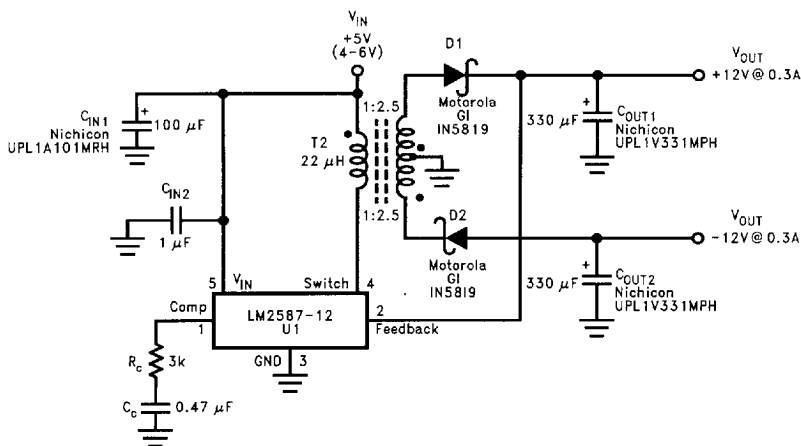 V_IN
+5V
(4-6V)
C_IN1
Nichicon
UPL1A101MRH
+
100 μF
C_IN2
1 μF
1:2.5
T2
22 μH
1:2.5
D1
Motorola
GI
IN5819
D2
Motorola
GI
IN5819
330 μF
+
C_OUT1
Nichicon
UPL1V331MPH
V_OUT
+12V@0.3A
V_OUT
-12V@0.3A
330 μF
+
C_OUT2
Nichicon
UPL1V331MPH
5
V_IN
Switch
4
Comp
1
LM2587-12
U1
2
Feedback
GND
3
R_c
3k
C_c
0.47 μF